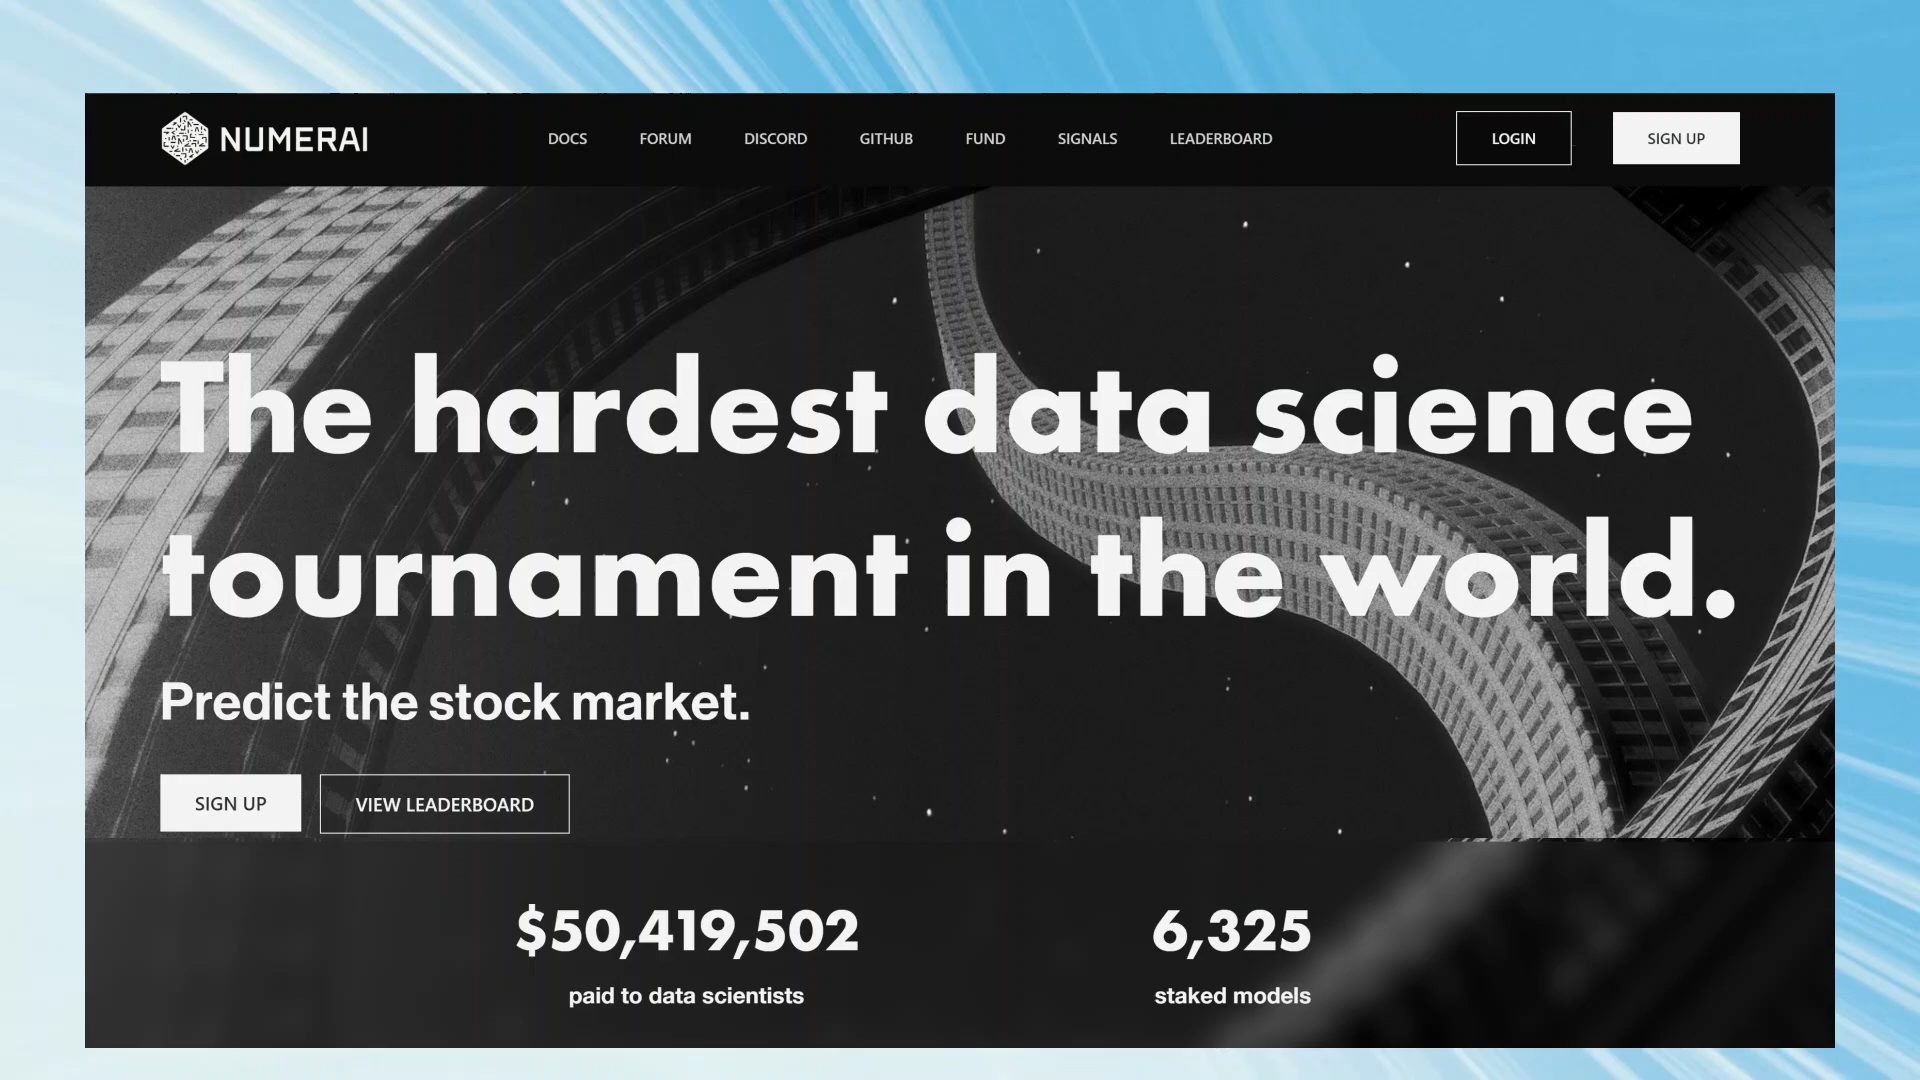 NUMERAI
DOCS FORUM DISCORD GITHUB FUND SIGNALS LEADERBOARD
LOGIN SIGN UP
The hardest data science
tournament in the world.
Predict the stock market.
SIGN UP VIEW LEADERBOARD
$50,419,502 6,325
paid to data scientists staked models